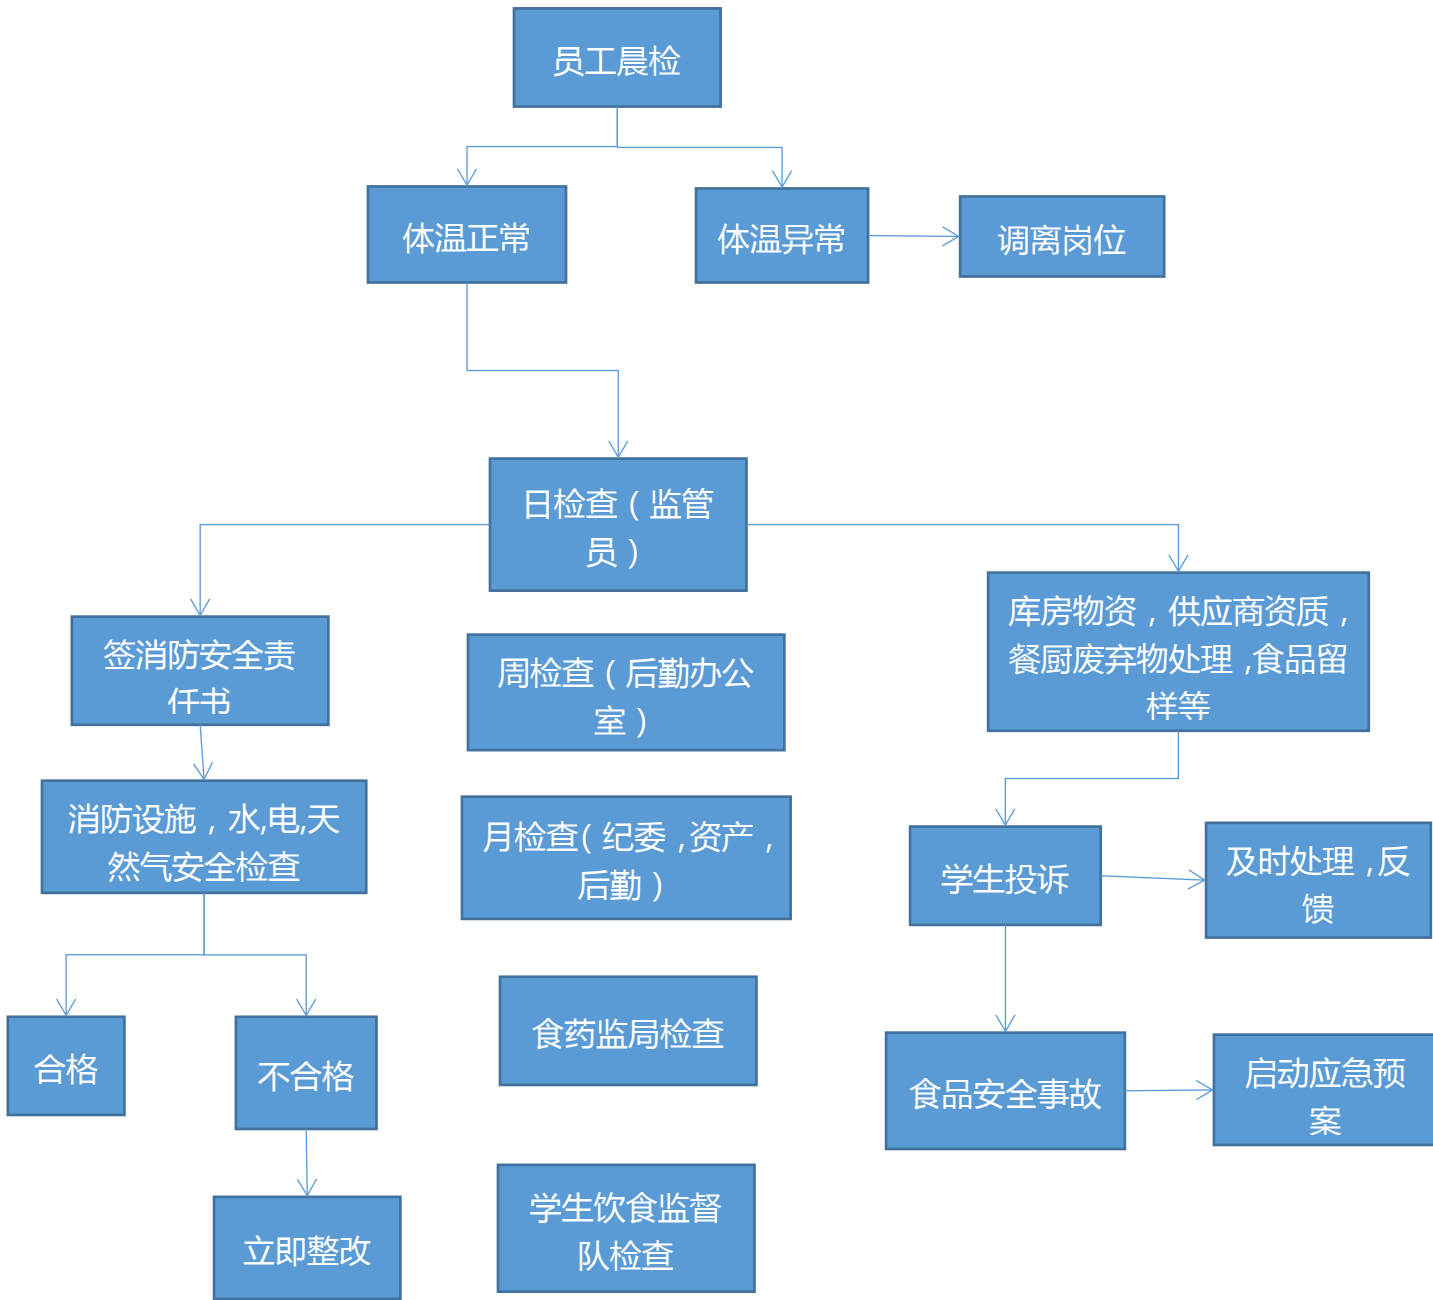 员工晨检
体温正常
体温异常
调离岗位
日检查（监管
员）
签消防安全责
任书
周检查（后勤办公
室）
库房物资，供应商资质，
餐厨废弃物处理,食品留
样等
消防设施，水,电,天
然气安全检查
月检查( 纪委,资产,
后勤）
学生投诉
及时处理,反
馈
合格
不合格
食药监局检查
食品安全事故
启动应急预
案
立即整改
学生饮食监督
队检查